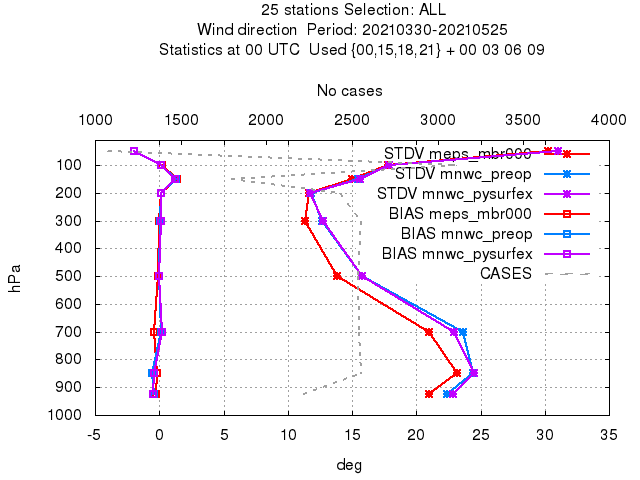 25 stations Selection: ALL
Wind direction  Period: 20210330-20210525
Statistics at 00 UTC  Used {00,15,18,21} + 00 03 06 09
No cases
1000 1500 2000 2500 3000 3500 4000
STDV meps_mbr000
100
STDV mnwc_preop
200
STDV mnwc_pysurfex
BIAS meps_mbr000
300
BIAS mnwc_preop
400
BIAS mnwc_pysurfex
500
CASES
600
700
800
900
1000
hPa
-5 0 5 10 15 20 25 30 35
deg